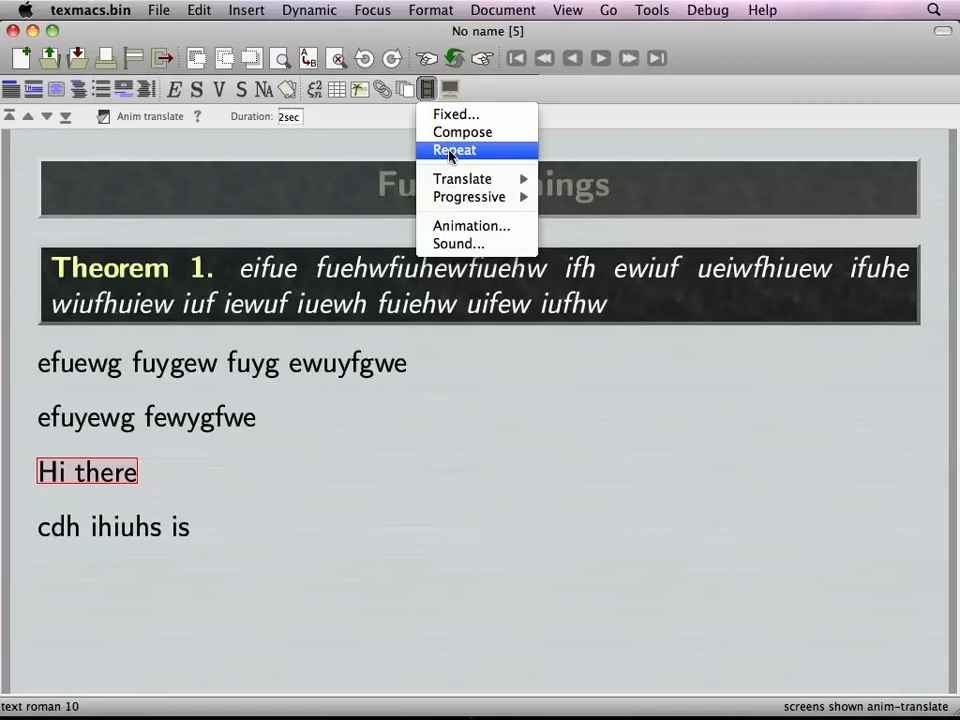 texmacs.bin File Edit Insert Dynamic Focus Format Document View Go Tools Debug Help
No name [5]
Anim translate ? Duration: 2sec
Fixed...
Compose
Repeat
Translate
Progressive
Animation...
Sound...
Fu ings
Theorem 1. eifue fuehwfiuhewfiuehw ifh ewiuf ueiwfhiuew ifuhe
wiufhuiew iuf iewuf iuewh fuiehw uifew iufhw
efuewg fuygew fuyg ewuyfgwe
efuyewg fewygfwe
Hi there
cdh ihiuhs is
text roman 10
screens shown anim-translate